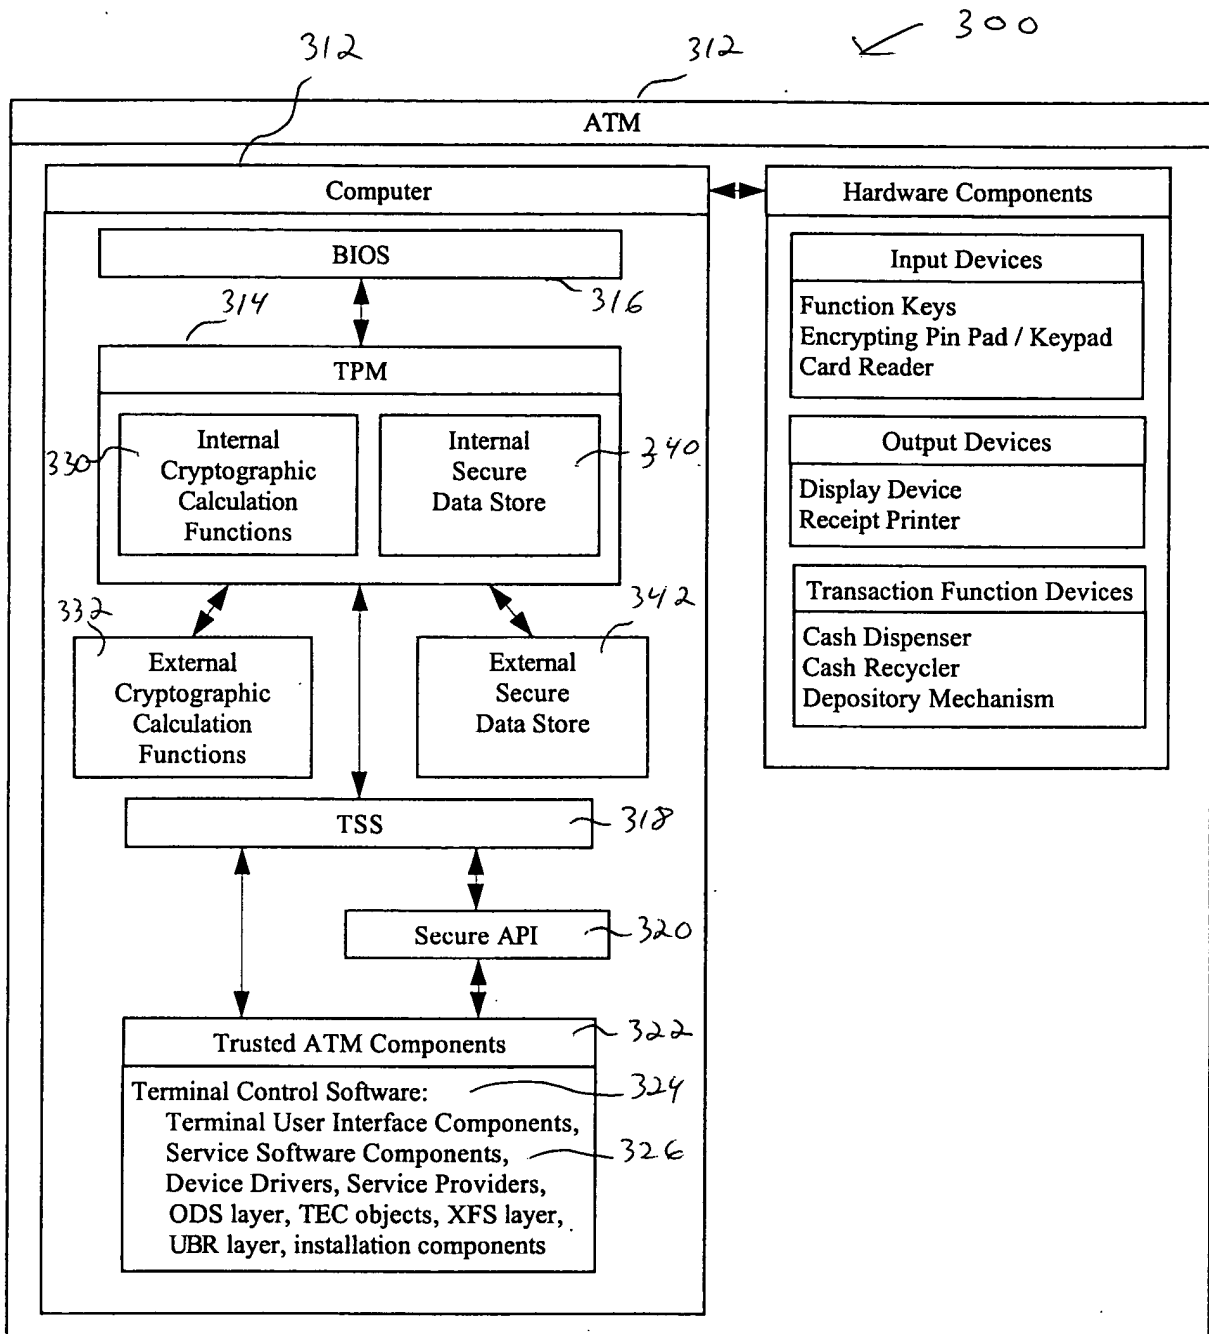 300
312
312
ATM
Computer
BIOS
316
314
TPM
330
Internal
Cryptographic
Calculation
Functions
Internal
Secure
Data Store
340
332
External
Cryptographic
Calculation
Functions
342
External
Secure
Data Store
TSS
318
Secure API
320
Trusted ATM Components
322
Terminal Control Software:
324
Terminal User Interface Components,
Service Software Components,
326
Device Drivers, Service Providers,
ODS layer, TEC objects, XFS layer,
UBR layer, installation components
Hardware Components
Input Devices
Function Keys
Encrypting Pin Pad / Keypad
Card Reader
Output Devices
Display Device
Receipt Printer
Transaction Function Devices
Cash Dispenser
Cash Recycler
Depository Mechanism